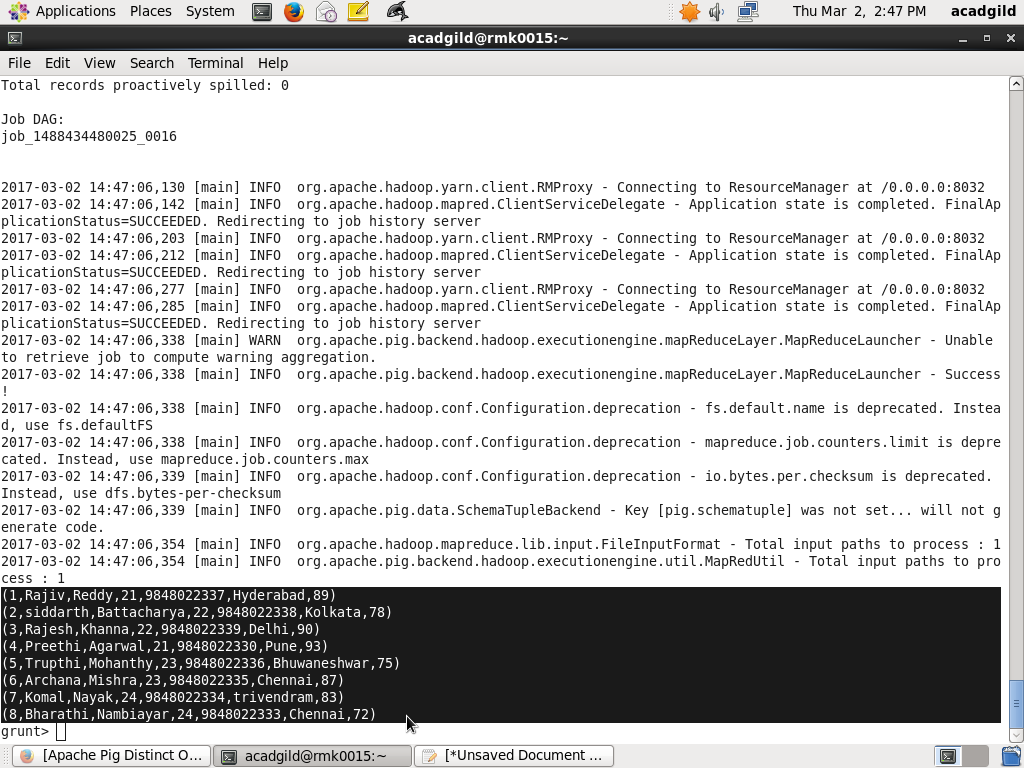 Applications Places System Thu Mar 2, 2:47 PM acadgild
acadgild@rmk0015:~
File Edit View Search Terminal Help
Total records proactively spilled: 0
Job DAG:
job_1488434480025_0016
2017-03-02 14:47:06,130 [main] INFO  org.apache.hadoop.yarn.client.RMProxy - Connecting to ResourceManager at /0.0.0.0:8032
2017-03-02 14:47:06,142 [main] INFO  org.apache.hadoop.mapred.ClientServiceDelegate - Application state is completed. FinalAp
plicationStatus=SUCCEEDED. Redirecting to job history server
2017-03-02 14:47:06,203 [main] INFO  org.apache.hadoop.yarn.client.RMProxy - Connecting to ResourceManager at /0.0.0.0:8032
2017-03-02 14:47:06,212 [main] INFO  org.apache.hadoop.mapred.ClientServiceDelegate - Application state is completed. FinalAp
plicationStatus=SUCCEEDED. Redirecting to job history server
2017-03-02 14:47:06,277 [main] INFO  org.apache.hadoop.yarn.client.RMProxy - Connecting to ResourceManager at /0.0.0.0:8032
2017-03-02 14:47:06,285 [main] INFO  org.apache.hadoop.mapred.ClientServiceDelegate - Application state is completed. FinalAp
plicationStatus=SUCCEEDED. Redirecting to job history server
2017-03-02 14:47:06,338 [main] WARN  org.apache.pig.backend.hadoop.executionengine.mapReduceLayer.MapReduceLauncher - Unable
to retrieve job to compute warning aggregation.
2017-03-02 14:47:06,338 [main] INFO  org.apache.pig.backend.hadoop.executionengine.mapReduceLayer.MapReduceLauncher - Success
!
2017-03-02 14:47:06,338 [main] INFO  org.apache.hadoop.conf.Configuration.deprecation - fs.default.name is deprecated. Instea
d, use fs.defaultFS
2017-03-02 14:47:06,338 [main] INFO  org.apache.hadoop.conf.Configuration.deprecation - mapreduce.job.counters.limit is depre
cated. Instead, use mapreduce.job.counters.max
2017-03-02 14:47:06,339 [main] INFO  org.apache.hadoop.conf.Configuration.deprecation - io.bytes.per.checksum is deprecated.
Instead, use dfs.bytes-per-checksum
2017-03-02 14:47:06,339 [main] INFO  org.apache.pig.data.SchemaTupleBackend - Key [pig.schematuple] was not set... will not g
enerate code.
2017-03-02 14:47:06,354 [main] INFO  org.apache.hadoop.mapreduce.lib.input.FileInputFormat - Total input paths to process : 1
2017-03-02 14:47:06,354 [main] INFO  org.apache.pig.backend.hadoop.executionengine.util.MapRedUtil - Total input paths to pro
cess : 1
(1,Rajiv,Reddy,21,9848022337,Hyderabad,89)
(2,siddarth,Battacharya,22,9848022338,Kolkata,78)
(3,Rajesh,Khanna,22,9848022339,Delhi,90)
(4,Preethi,Agarwal,21,9848022330,Pune,93)
(5,Trupthi,Mohanthy,23,9848022336,Bhuwaneshwar,75)
(6,Archana,Mishra,23,9848022335,Chennai,87)
(7,Komal,Nayak,24,9848022334,trivendram,83)
(8,Bharathi,Nambiayar,24,9848022333,Chennai,72)
grunt>
[Apache Pig Distinct O... acadgild@rmk0015:~ [*Unsaved Document ...